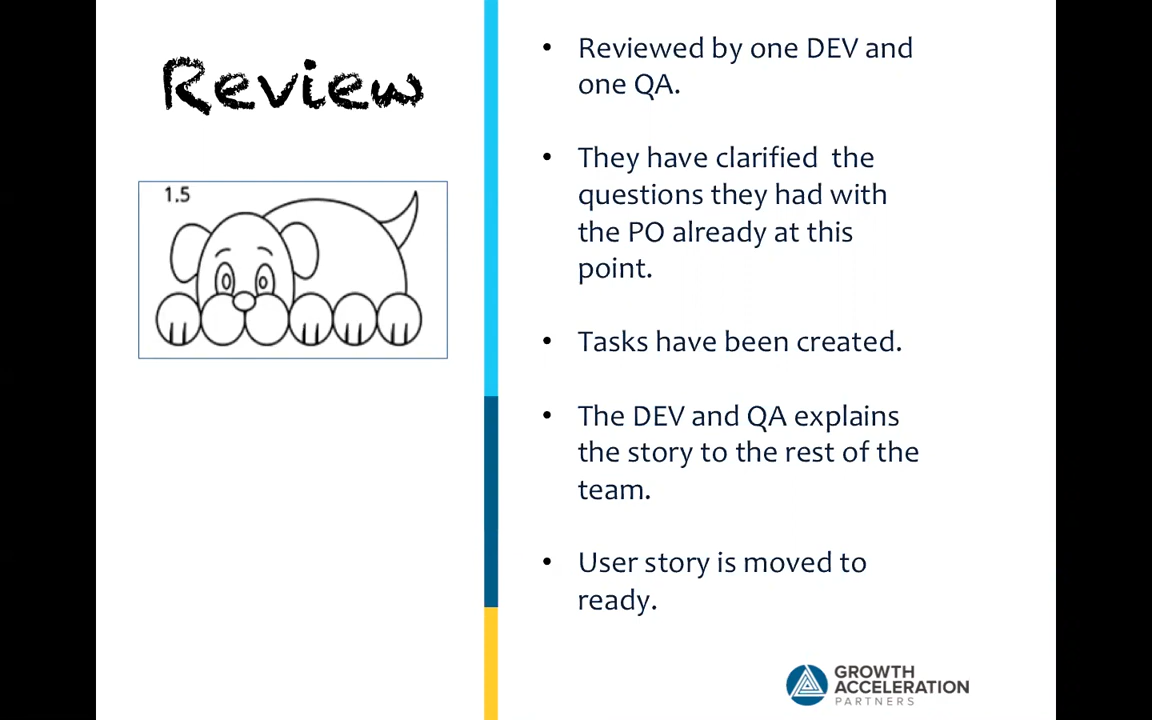 Review
1.5
• Reviewed by one DEV and
one QA.
• They have clarified  the
questions they had with
the PO already at this
point.
• Tasks have been created.
• The DEV and QA explains
the story to the rest of the
team.
• User story is moved to
ready.
GROWTH
ACCELERATION
PARTNERS